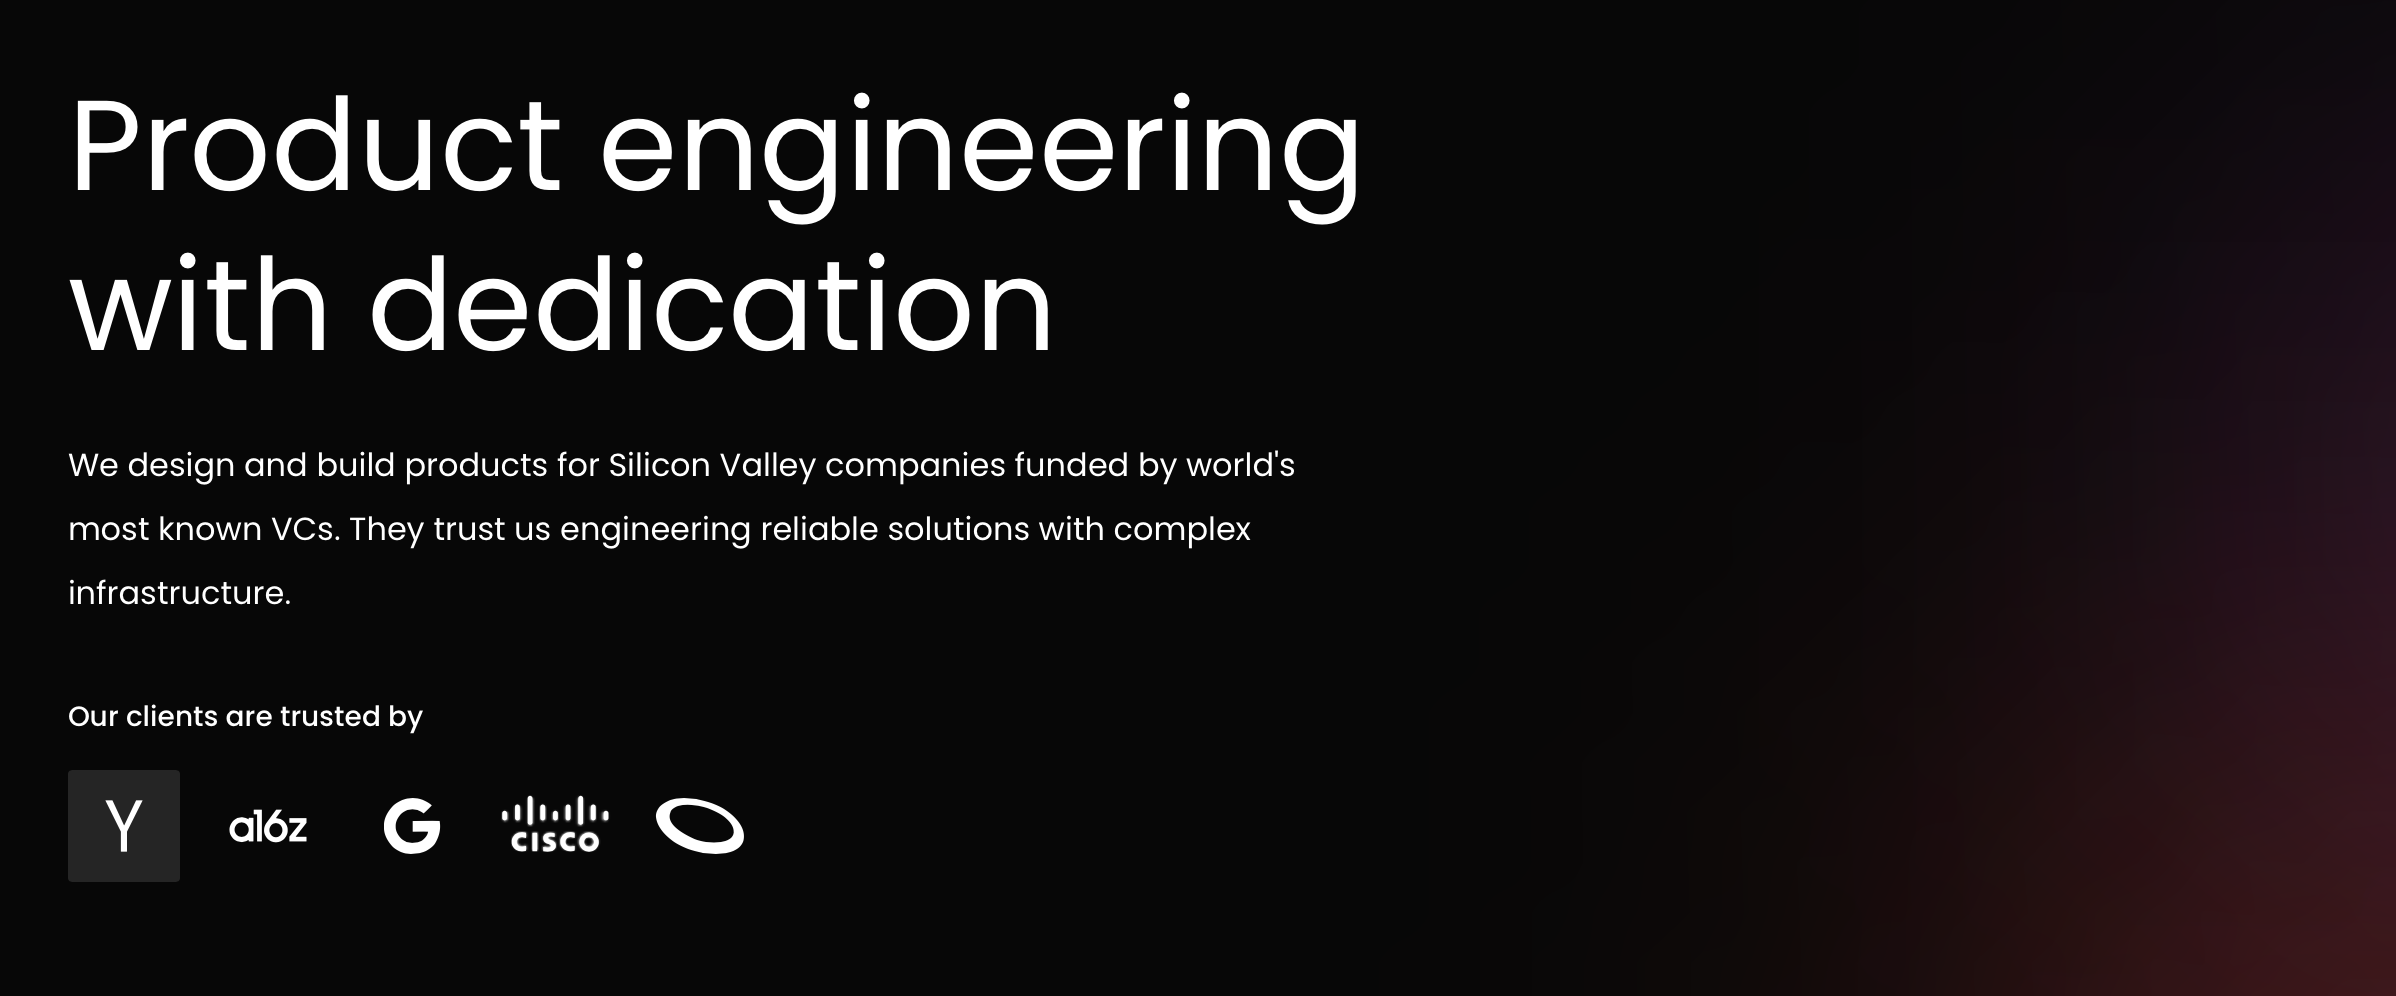 Product engineering
with dedication
We design and build products for Silicon Valley companies funded by world's
most known VCs. They trust us engineering reliable solutions with complex
infrastructure.
Our clients are trusted by
Y a16z G CISCO